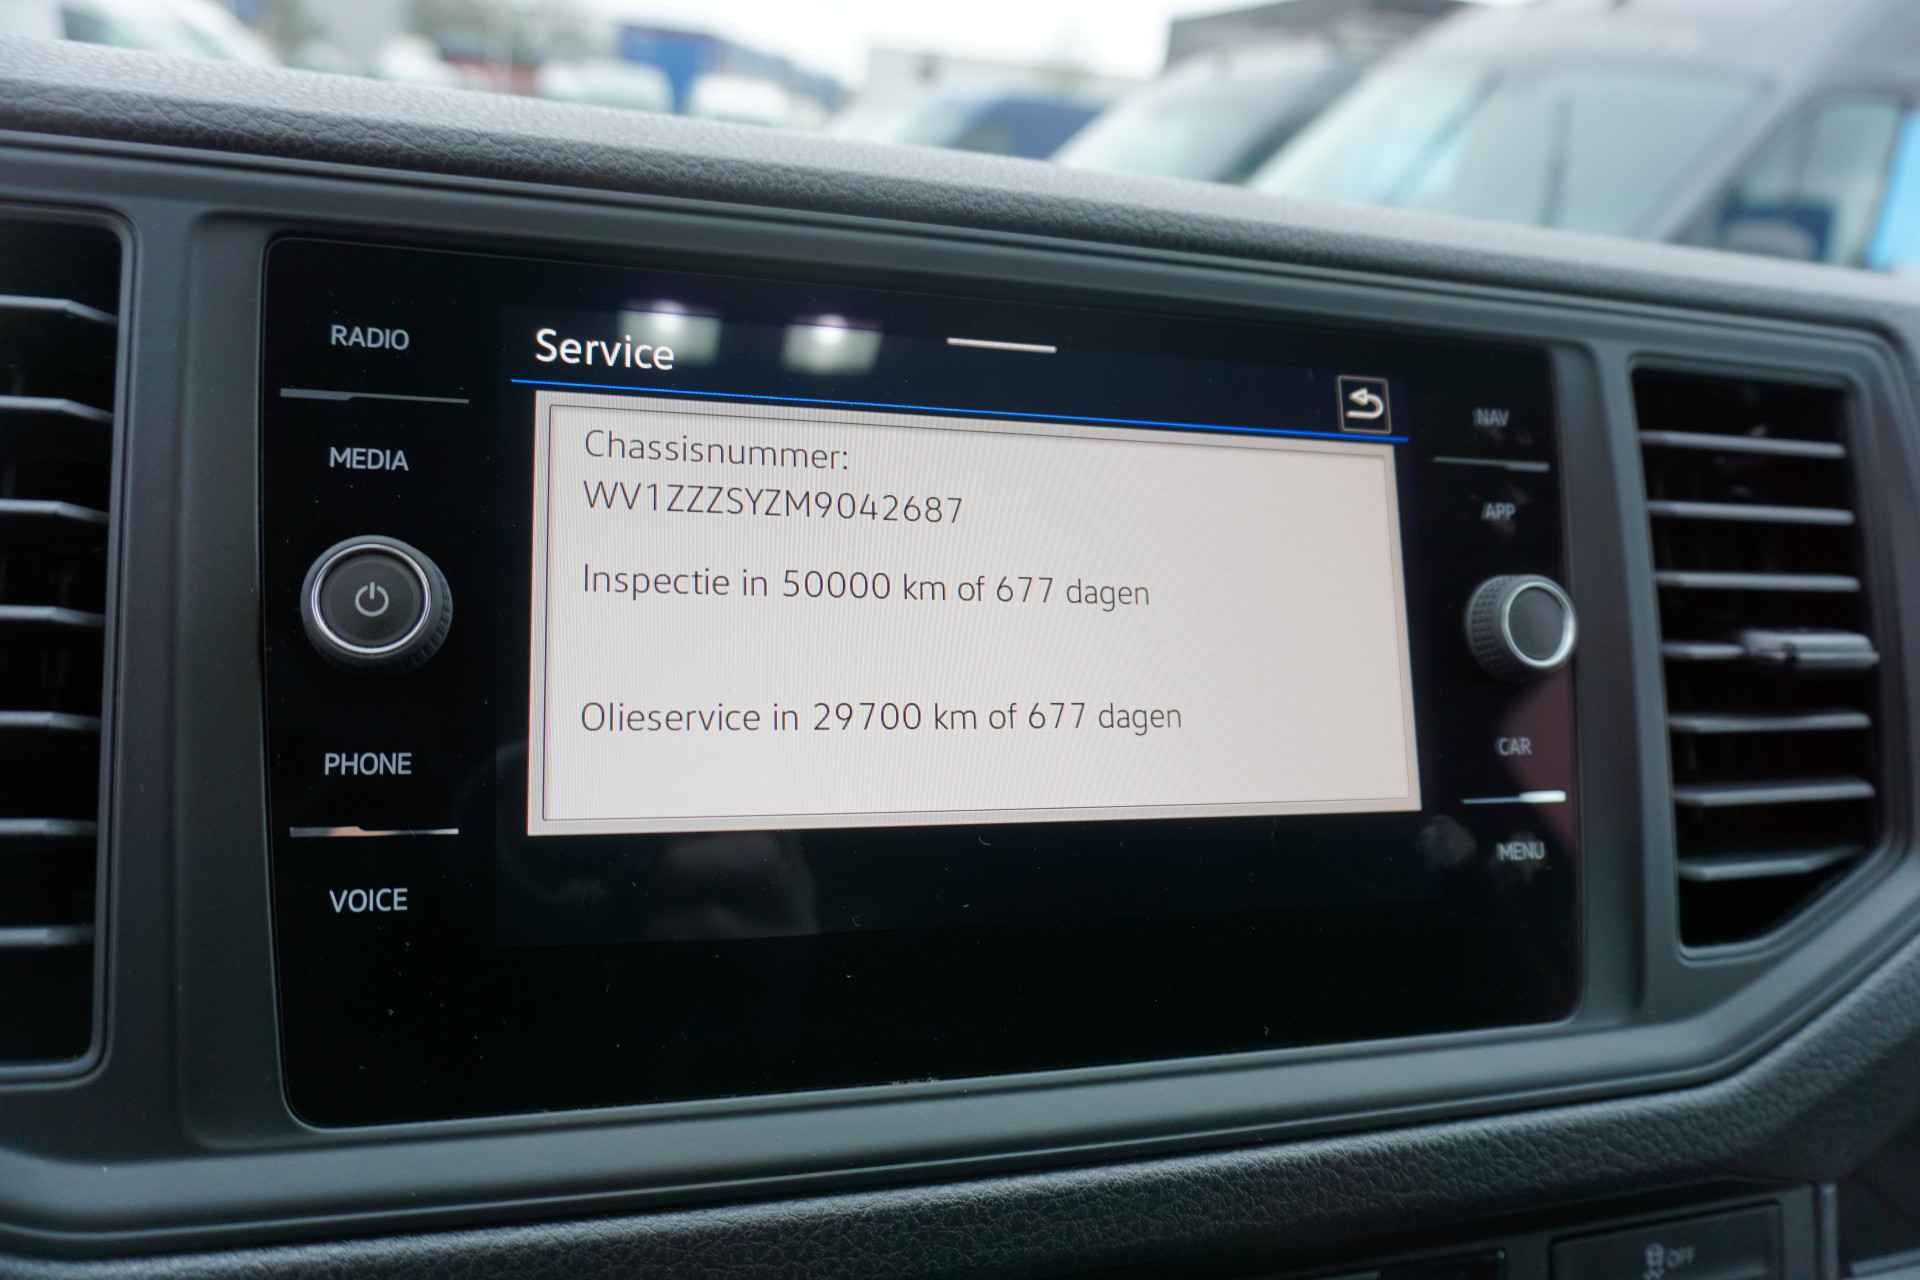 RADIO
MEDIA
PHONE
VOICE
Service
Chassisnummer:
WV1ZZZSYZM9042687
Inspectie in 50000 km of 677 dagen
Olieservice in 29700 km of 677 dagen
NAV
APP
CAR
MENU
OFF